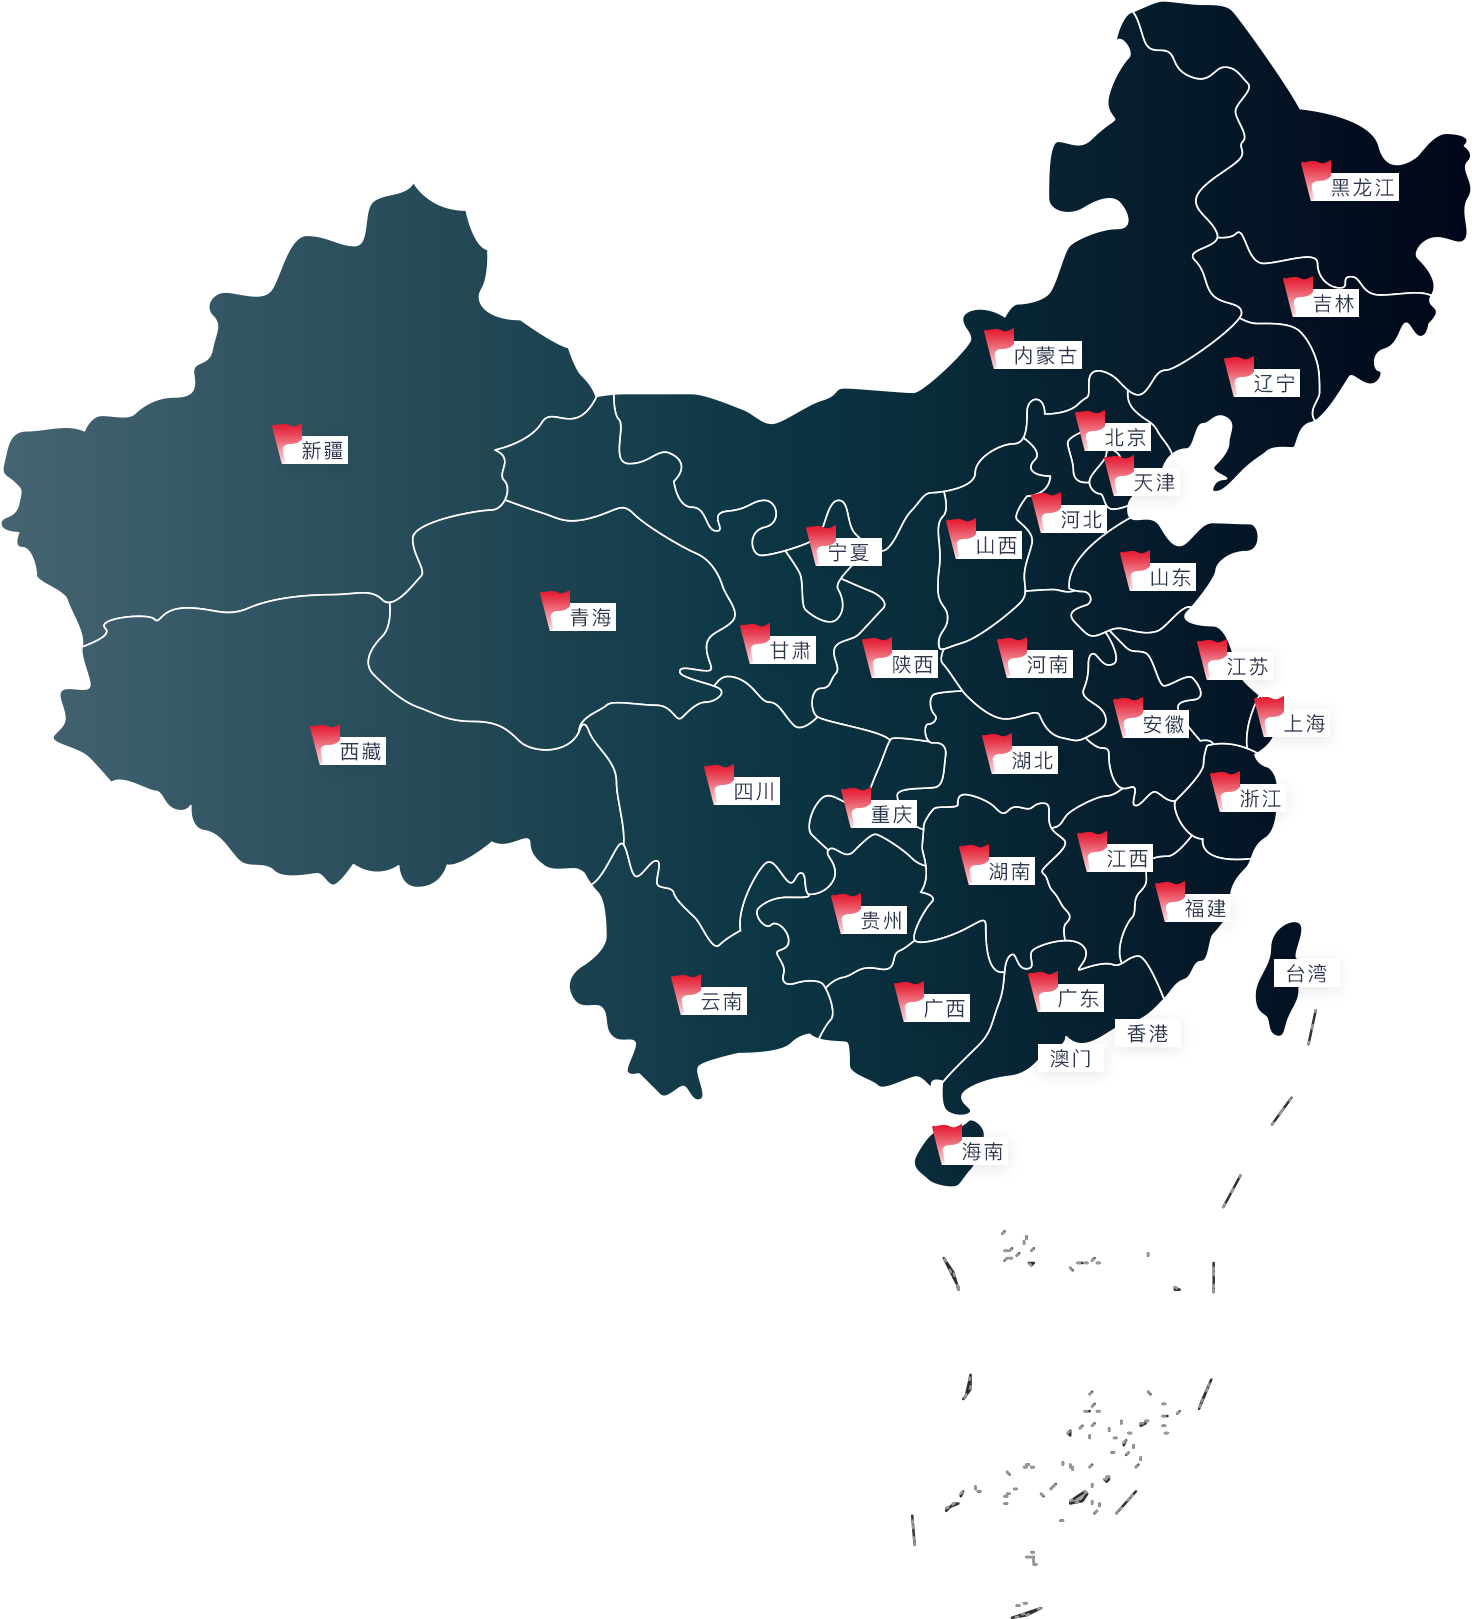 黑龙江
吉林
内蒙古
辽宁
北京
新疆
天津
河北
山西
宁夏
山东
青海
甘肃
陕西
河南
江苏
安徽
上海
西藏
湖北
四川
浙江
重庆
江西
湖南
福建
贵州
台湾
云南
广东
广西
香港
澳门
海南